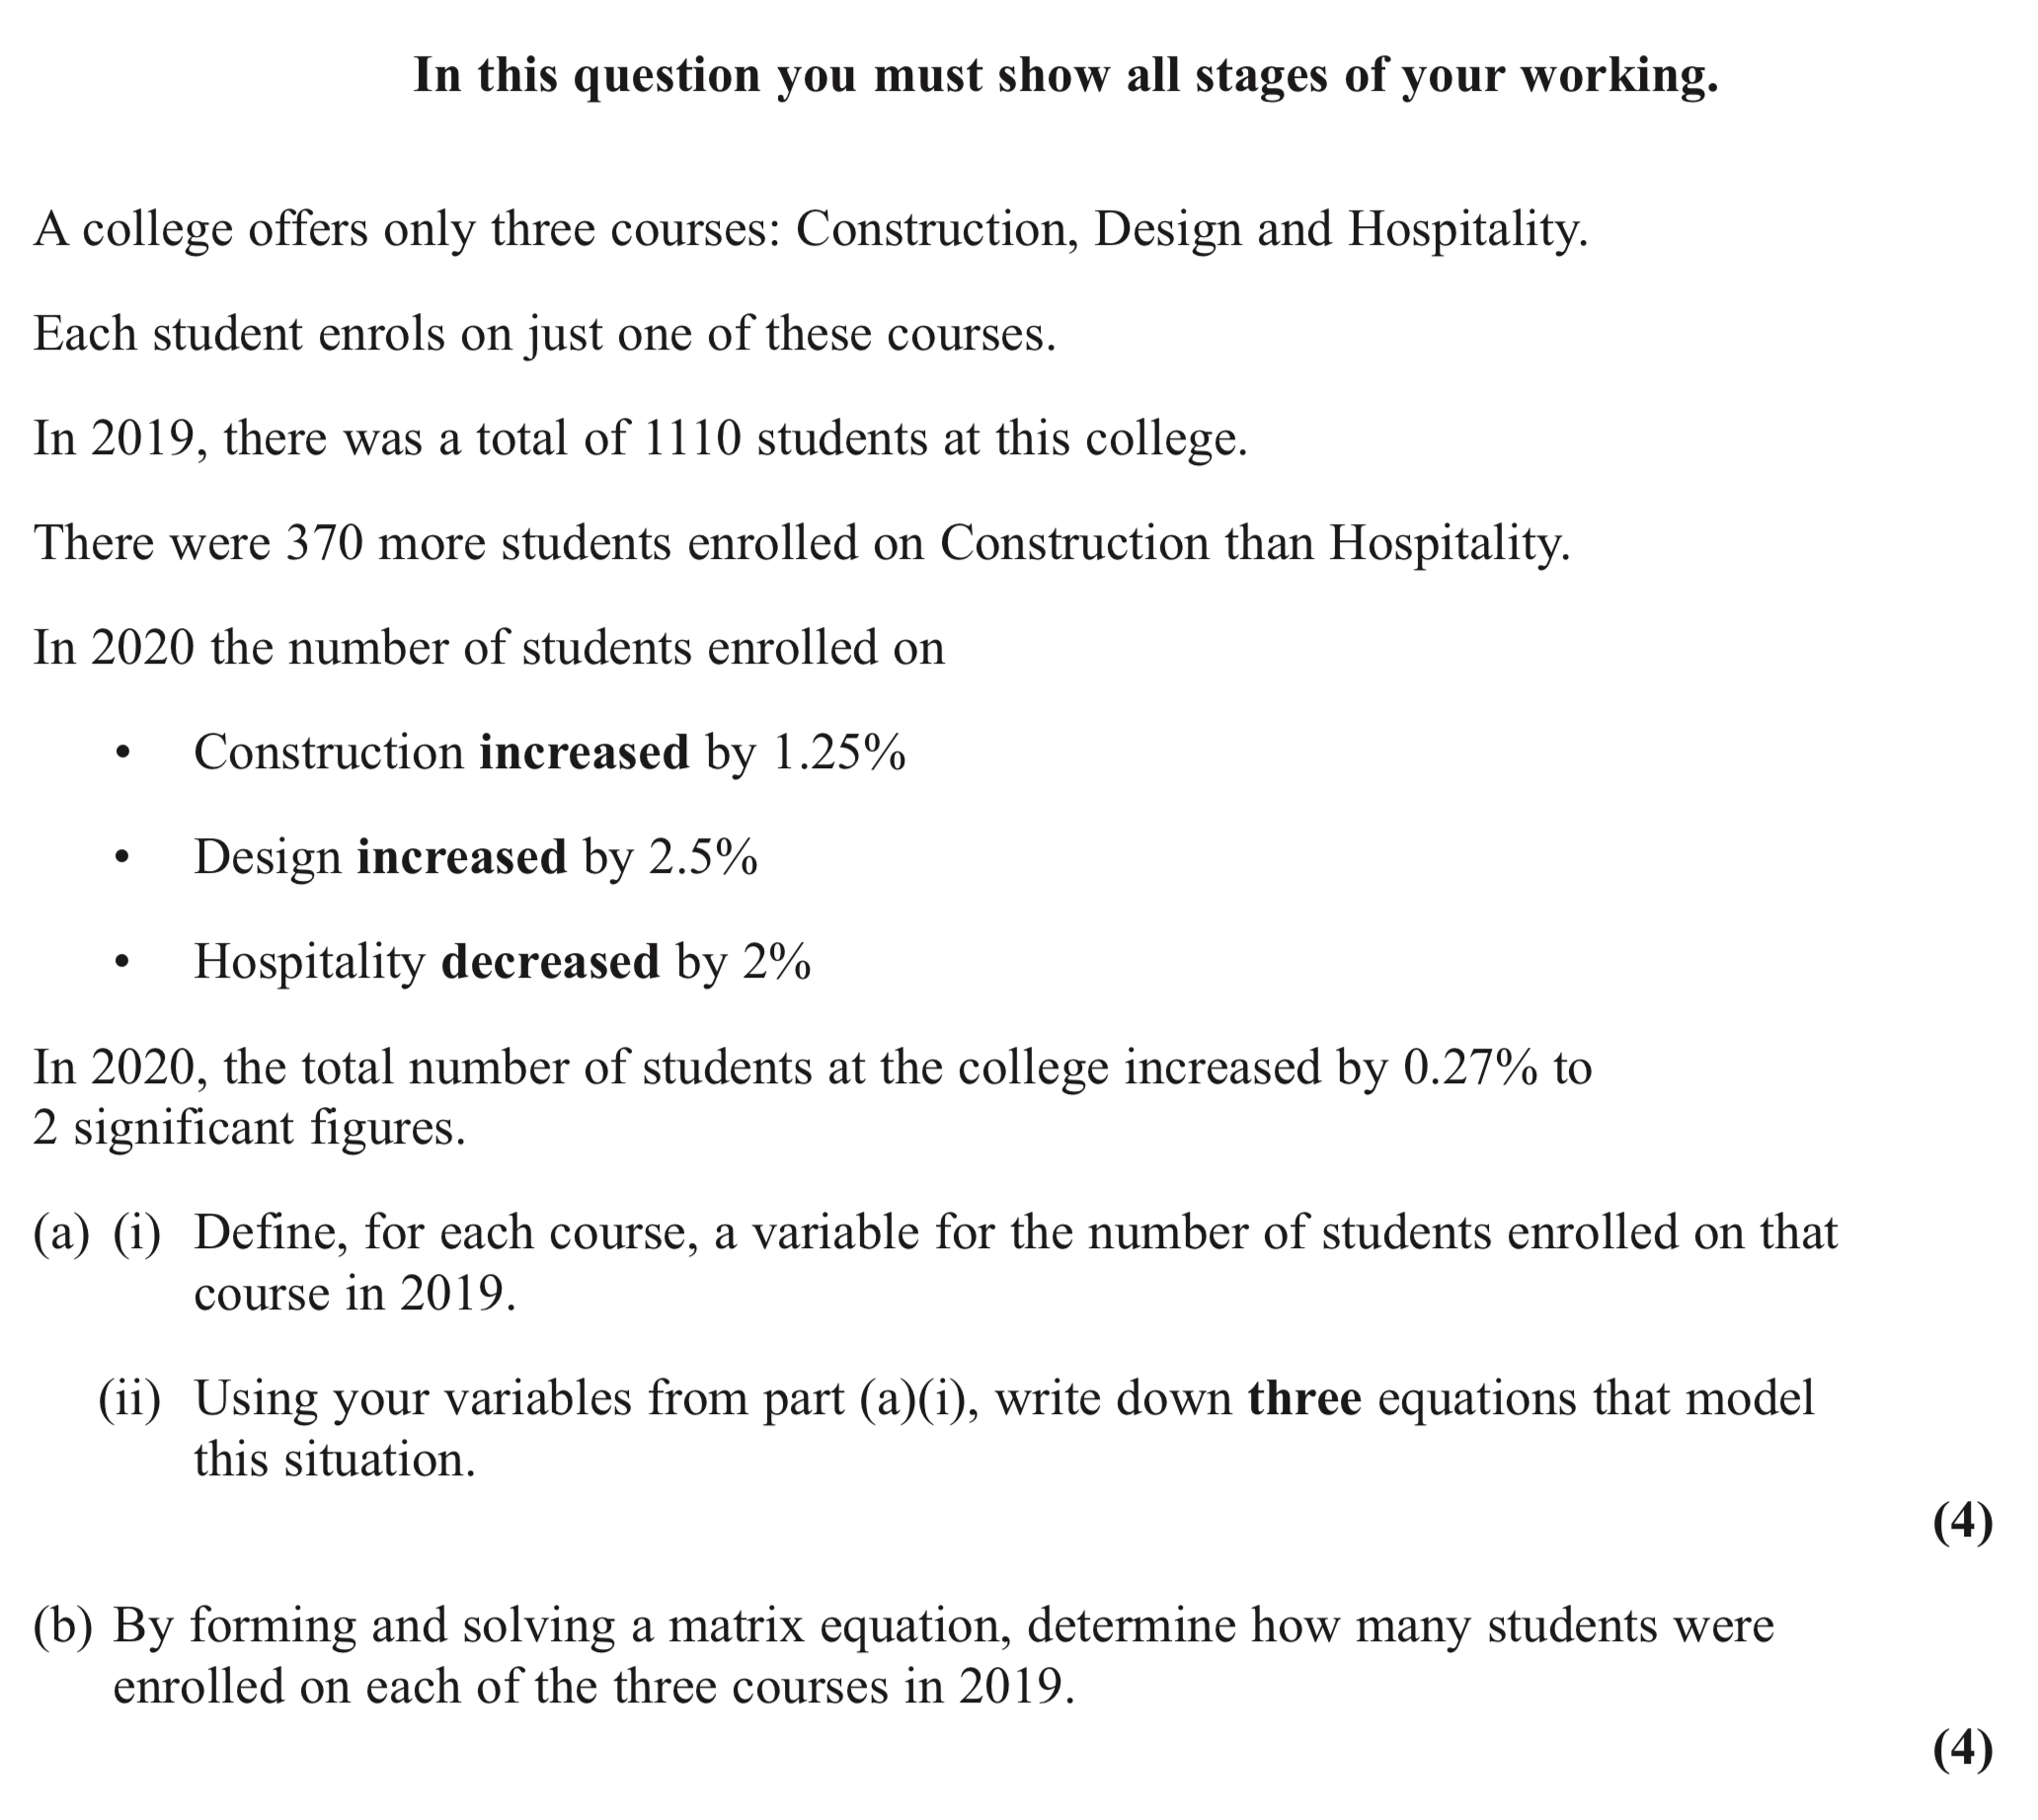 In this question you must show all stages of your working.
A college offers only three courses: Construction, Design and Hospitality.
Each student enrols on just one of these courses.
In 2019, there was a total of 1110 students at this college.
There were 370 more students enrolled on Construction than Hospitality.
In 2020 the number of students enrolled on
• Construction increased by 1.25%
• Design increased by 2.5%
• Hospitality decreased by 2%
In 2020, the total number of students at the college increased by 0.27% to
2 significant figures.
(a) (i) Define, for each course, a variable for the number of students enrolled on that
course in 2019.
(ii) Using your variables from part (a)(i), write down three equations that model
this situation.
(4)
(b) By forming and solving a matrix equation, determine how many students were
enrolled on each of the three courses in 2019.
(4)